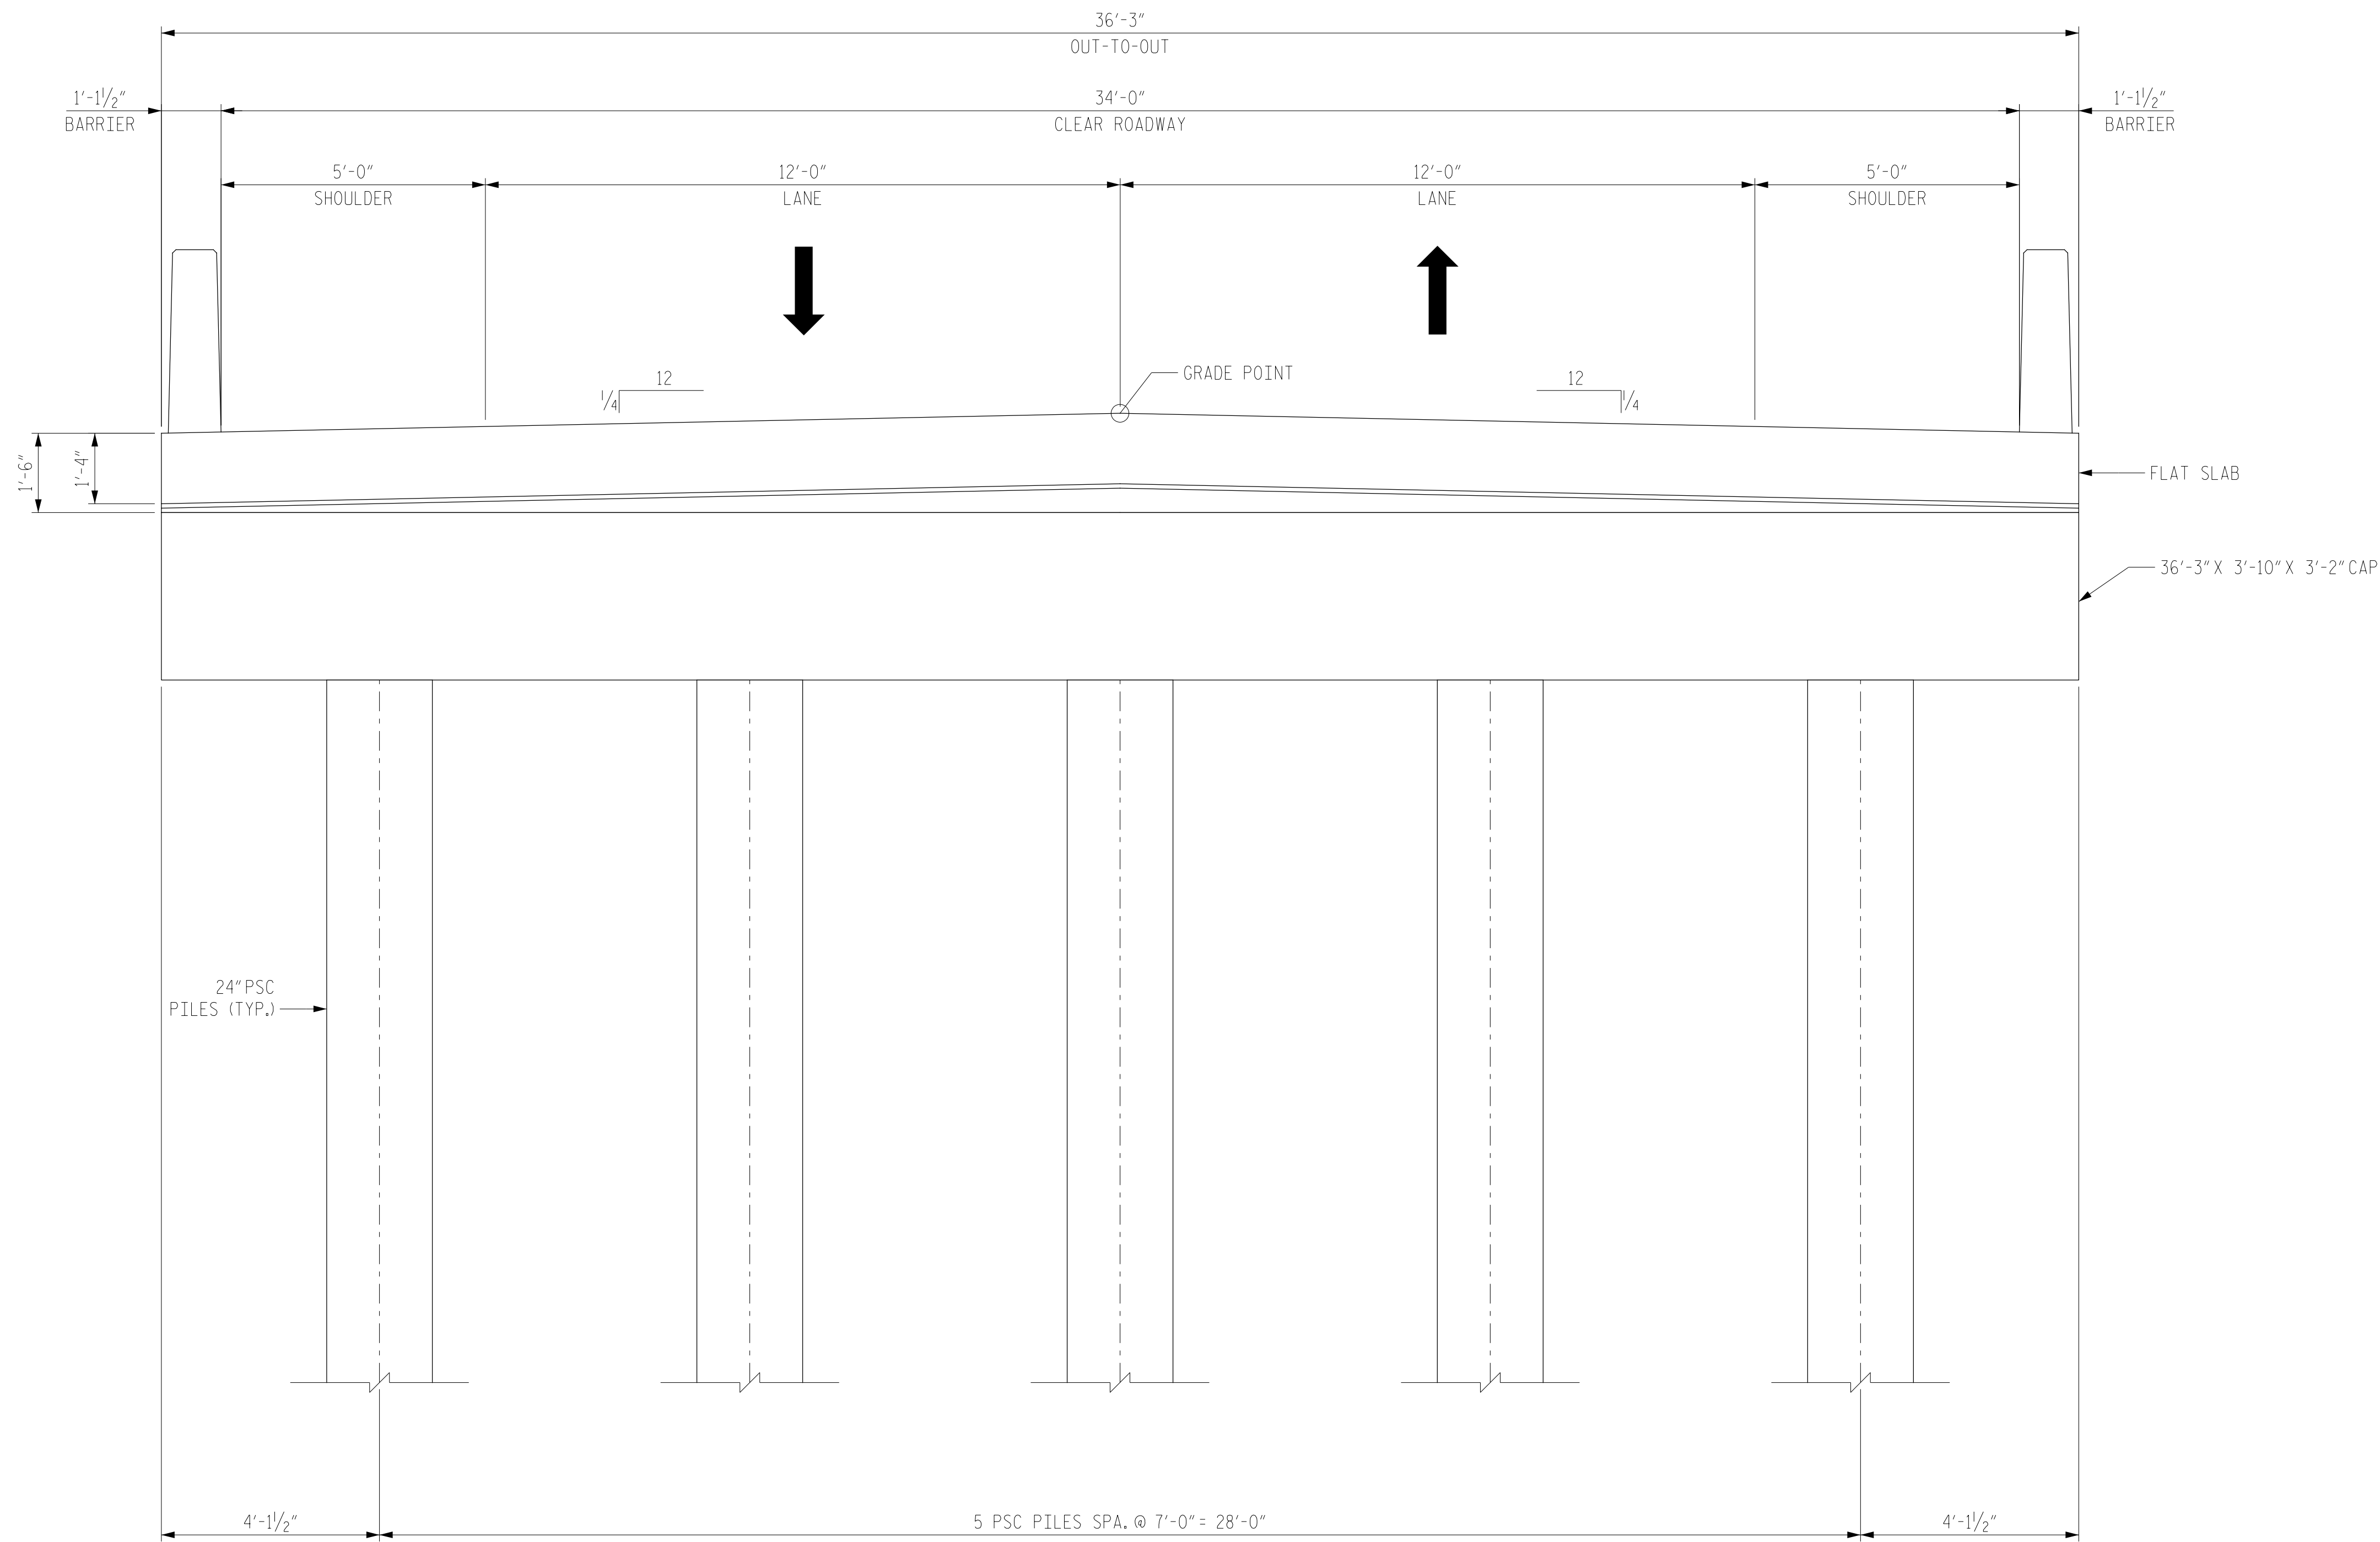 36'-3"
OUT-TO-OUT
1'-1½"
BARRIER
34'-0"
CLEAR ROADWAY
1'-1½"
BARRIER
5'-0"
SHOULDER
12'-0"
LANE
12'-0"
LANE
5'-0"
SHOULDER
GRADE POINT
12
¼
12
¼
1'-6"
1'-4"
FLAT SLAB
36'-3" X 3'-10" X 3'-2" CAP
24" PSC
PILES (TYP.)
4'-1½"
5 PSC PILES SPA. @ 7'-0" = 28'-0"
4'-1½"